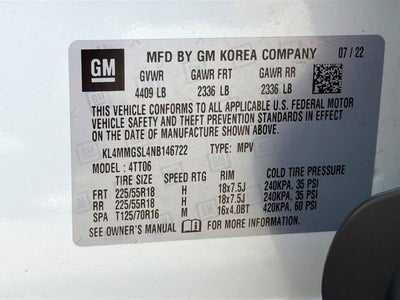 GM
MFD BY GM KOREA COMPANY 07 / 22
GVWR GAWR FRT GAWR RR
4409 LB 2336 LB 2336 LB
THIS VEHICLE CONFORMS TO ALL APPLICABLE U.S. FEDERAL MOTOR
VEHICLE SAFETY AND THEFT PREVENTION STANDARDS IN EFFECT
ON THE DATE OF MANUFACTURE SHOWN ABOVE.
KL4MMGSL4NB146722 TYPE: MPV
MODEL : 4TT06
TIRE SIZE SPEED RTG RIM COLD TIRE PRESSURE
FRT 225/55R18 H 18x7.5J 240KPA, 35 PSI
RR 225/55R18 H 18x7.5J 240KPA, 35 PSI
SPA T125/70R16 M 16x4.0BT 420KPA, 60 PSI
SEE OWNER'S MANUAL FOR MORE INFORMATION.